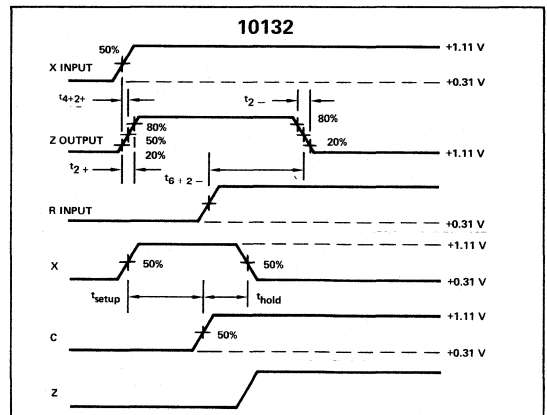 10132
50%
+1.11 V
X INPUT
+0.31 V
t4+2+
t2 –
80%
80%
Z OUTPUT
50%
20%
20%
+1.11 V
t2 +
t6 + 2 –
R INPUT
+0.31 V
+1.11 V
X
50%
50%
+0.31 V
tsetup
thold
+1.11 V
50%
C
+0.31 V
Z